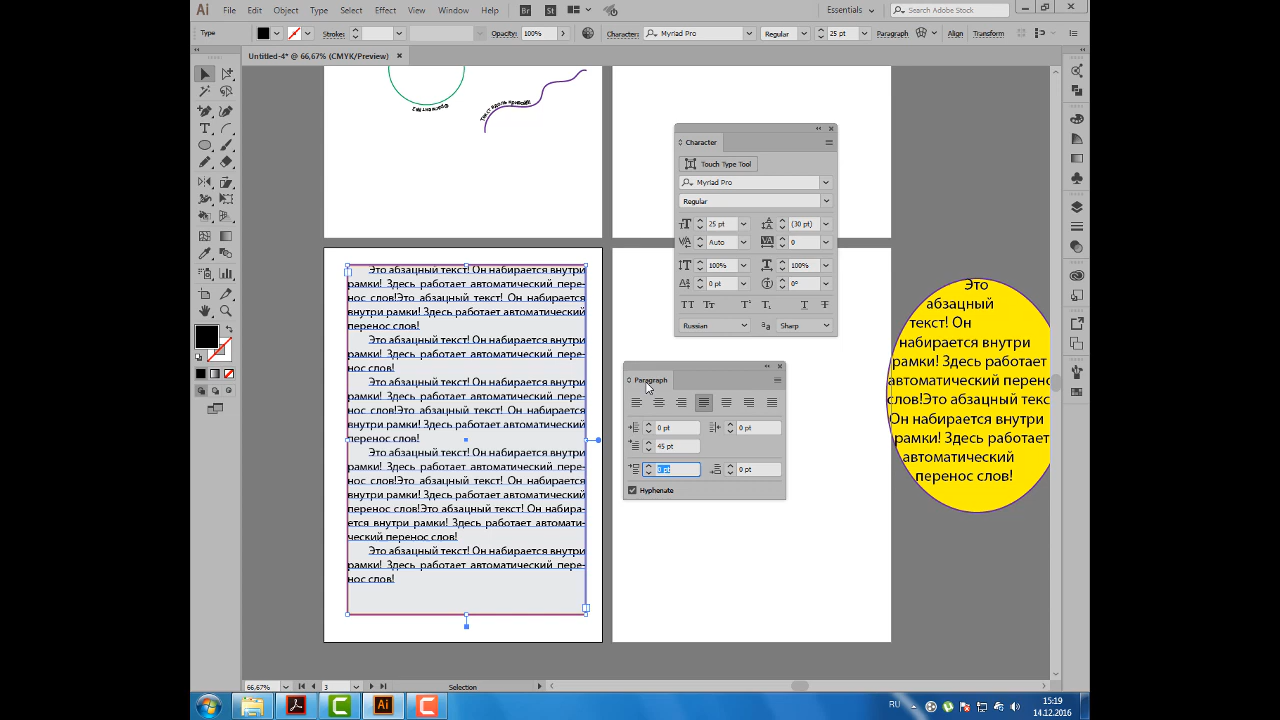 Ai File Edit Object Type Select Effect View Window Help Br St Essentials Search Adobe Stock
Type Stroke: Opacity: 100% Character: Myriad Pro Regular 25 pt Paragraph Align Transform
Untitled-4* @ 66,67% (CMYK/Preview)
Фрагмент №2
Текст вдоль кривой!
Character
Touch Type Tool
Myriad Pro
Regular
25 pt (30 pt)
Auto 0
100% 100%
0 pt 0°
Russian Sharp
Это абзацный текст! Он набирается внутри
рамки! Здесь работает автоматический пере-
нос слов!Это абзацный текст! Он набирается
внутри рамки! Здесь работает автоматический
перенос слов!
Это абзацный текст! Он набирается внутри
рамки! Здесь работает автоматический пере-
нос слов!
Это абзацный текст! Он набирается внутри
рамки! Здесь работает автоматический пере-
нос слов!Это абзацный текст! Он набирается
внутри рамки! Здесь работает автоматический
перенос слов!
Это абзацный текст! Он набирается внутри
рамки! Здесь работает автоматический пере-
нос слов!Это абзацный текст! Он набирается
внутри рамки! Здесь работает автоматический
перенос слов!Это абзацный текст! Он набира-
ется внутри рамки! Здесь работает автомати-
ческий перенос слов!
Это абзацный текст! Он набирается внутри
рамки! Здесь работает автоматический пере-
нос слов!
Paragraph
0 pt 0 pt
45 pt
0 pt 0 pt
Hyphenate
Это
абзацный
текст! Он
набирается внутри
рамки! Здесь работает
автоматический перенс
слов!Это абзацный текс
Он набирается внутри
рамки! Здесь работает
автоматический
перенос слов!
66,67% 3 Selection
Ai RU 15:19
14.12.2016